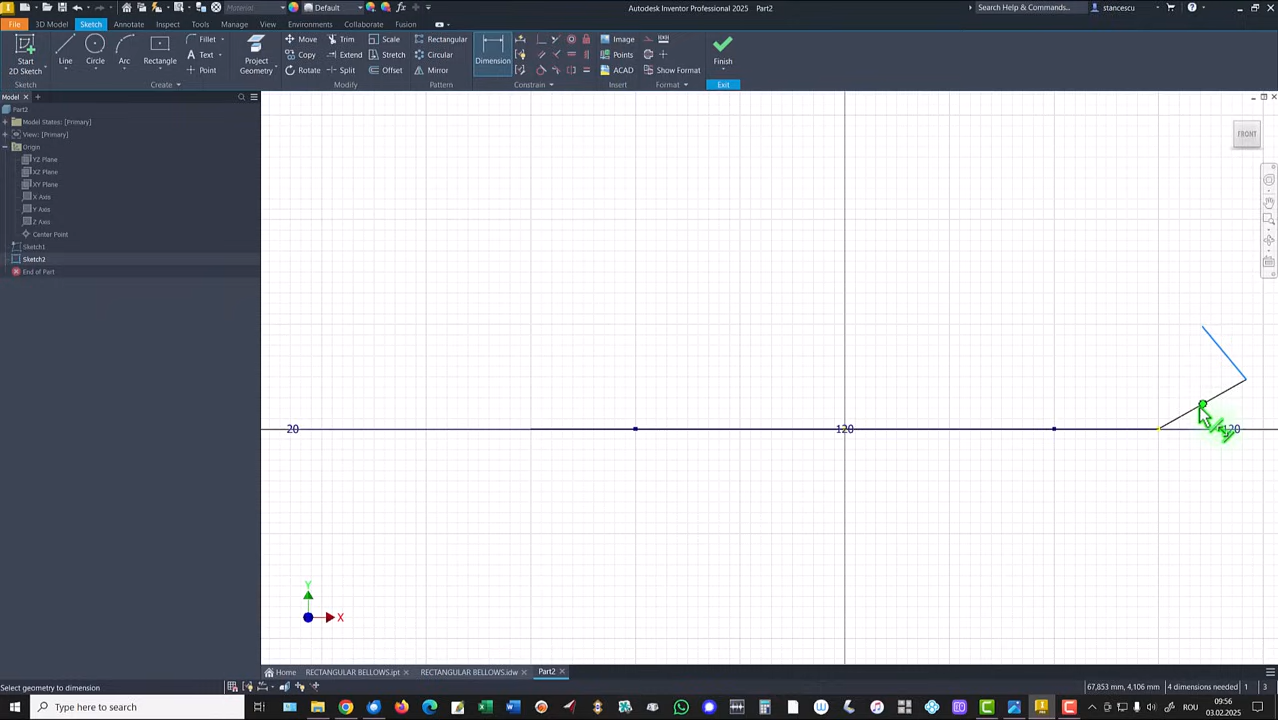 Material
Default
Autodesk Inventor Professional 2025 Part2
Search Help & Commands...
stancescu
File
3D Model
Sketch
Annotate
Inspect
Tools
Manage
View
Environments
Collaborate
Fusion
Start
2D Sketch
Line
Circle
Arc
Rectangle
Fillet
Text
Point
Project
Geometry
Move
Copy
Rotate
Trim
Extend
Split
Scale
Stretch
Offset
Rectangular
Circular
Mirror
Dimension
Image
Points
ACAD
Show Format
Finish
Sketch
Create
Modify
Pattern
Constrain
Insert
Format
Exit
Model
Part2
Model States: [Primary]
View: [Primary]
Origin
YZ Plane
XZ Plane
XY Plane
X Axis
Y Axis
Z Axis
Center Point
Sketch1
Sketch2
End of Part
FRONT
20
120
Y
X
Home
RECTANGULAR BELLOWS.ipt
RECTANGULAR BELLOWS.idw
Part2
Select geometry to dimension
67,853 mm, 4,106 mm
4 dimensions needed
1
3
Type here to search
ROU
09:56
03.02.2025